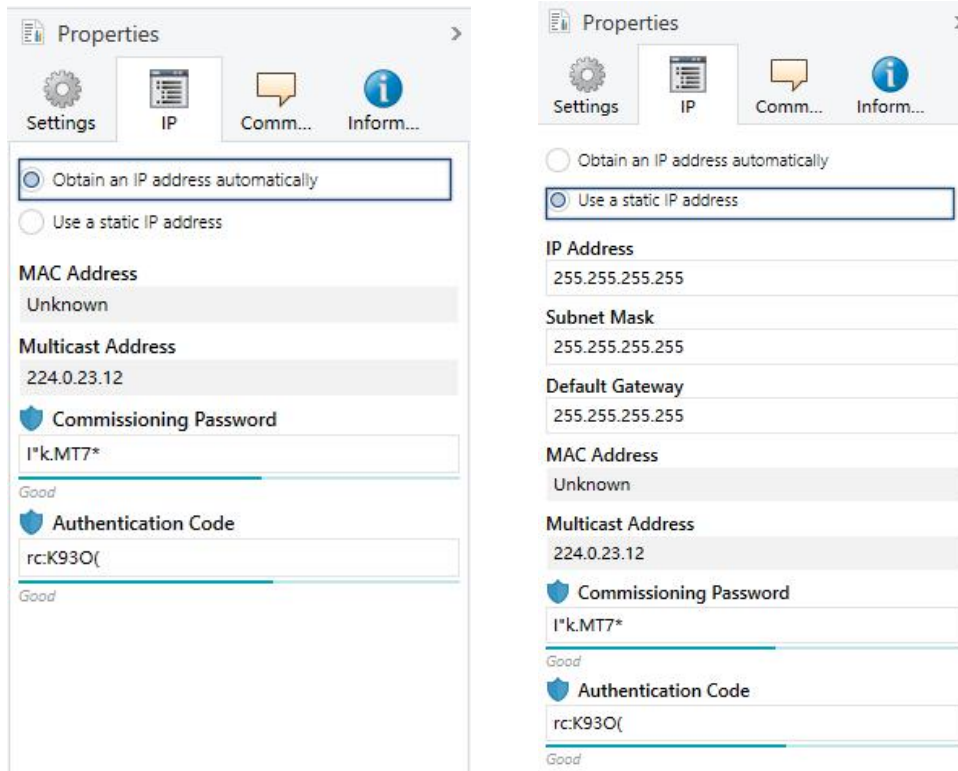 Properties
Settings
IP
Comm...
Inform...
Obtain an IP address automatically
Use a static IP address
MAC Address
Unknown
Multicast Address
224.0.23.12
Commissioning Password
I"k.MT7*
Good
Authentication Code
rc:K93O(
Good
Properties
Settings
IP
Comm...
Inform...
Obtain an IP address automatically
Use a static IP address
IP Address
255.255.255.255
Subnet Mask
255.255.255.255
Default Gateway
255.255.255.255
MAC Address
Unknown
Multicast Address
224.0.23.12
Commissioning Password
I"k.MT7*
Good
Authentication Code
rc:K93O(
Good